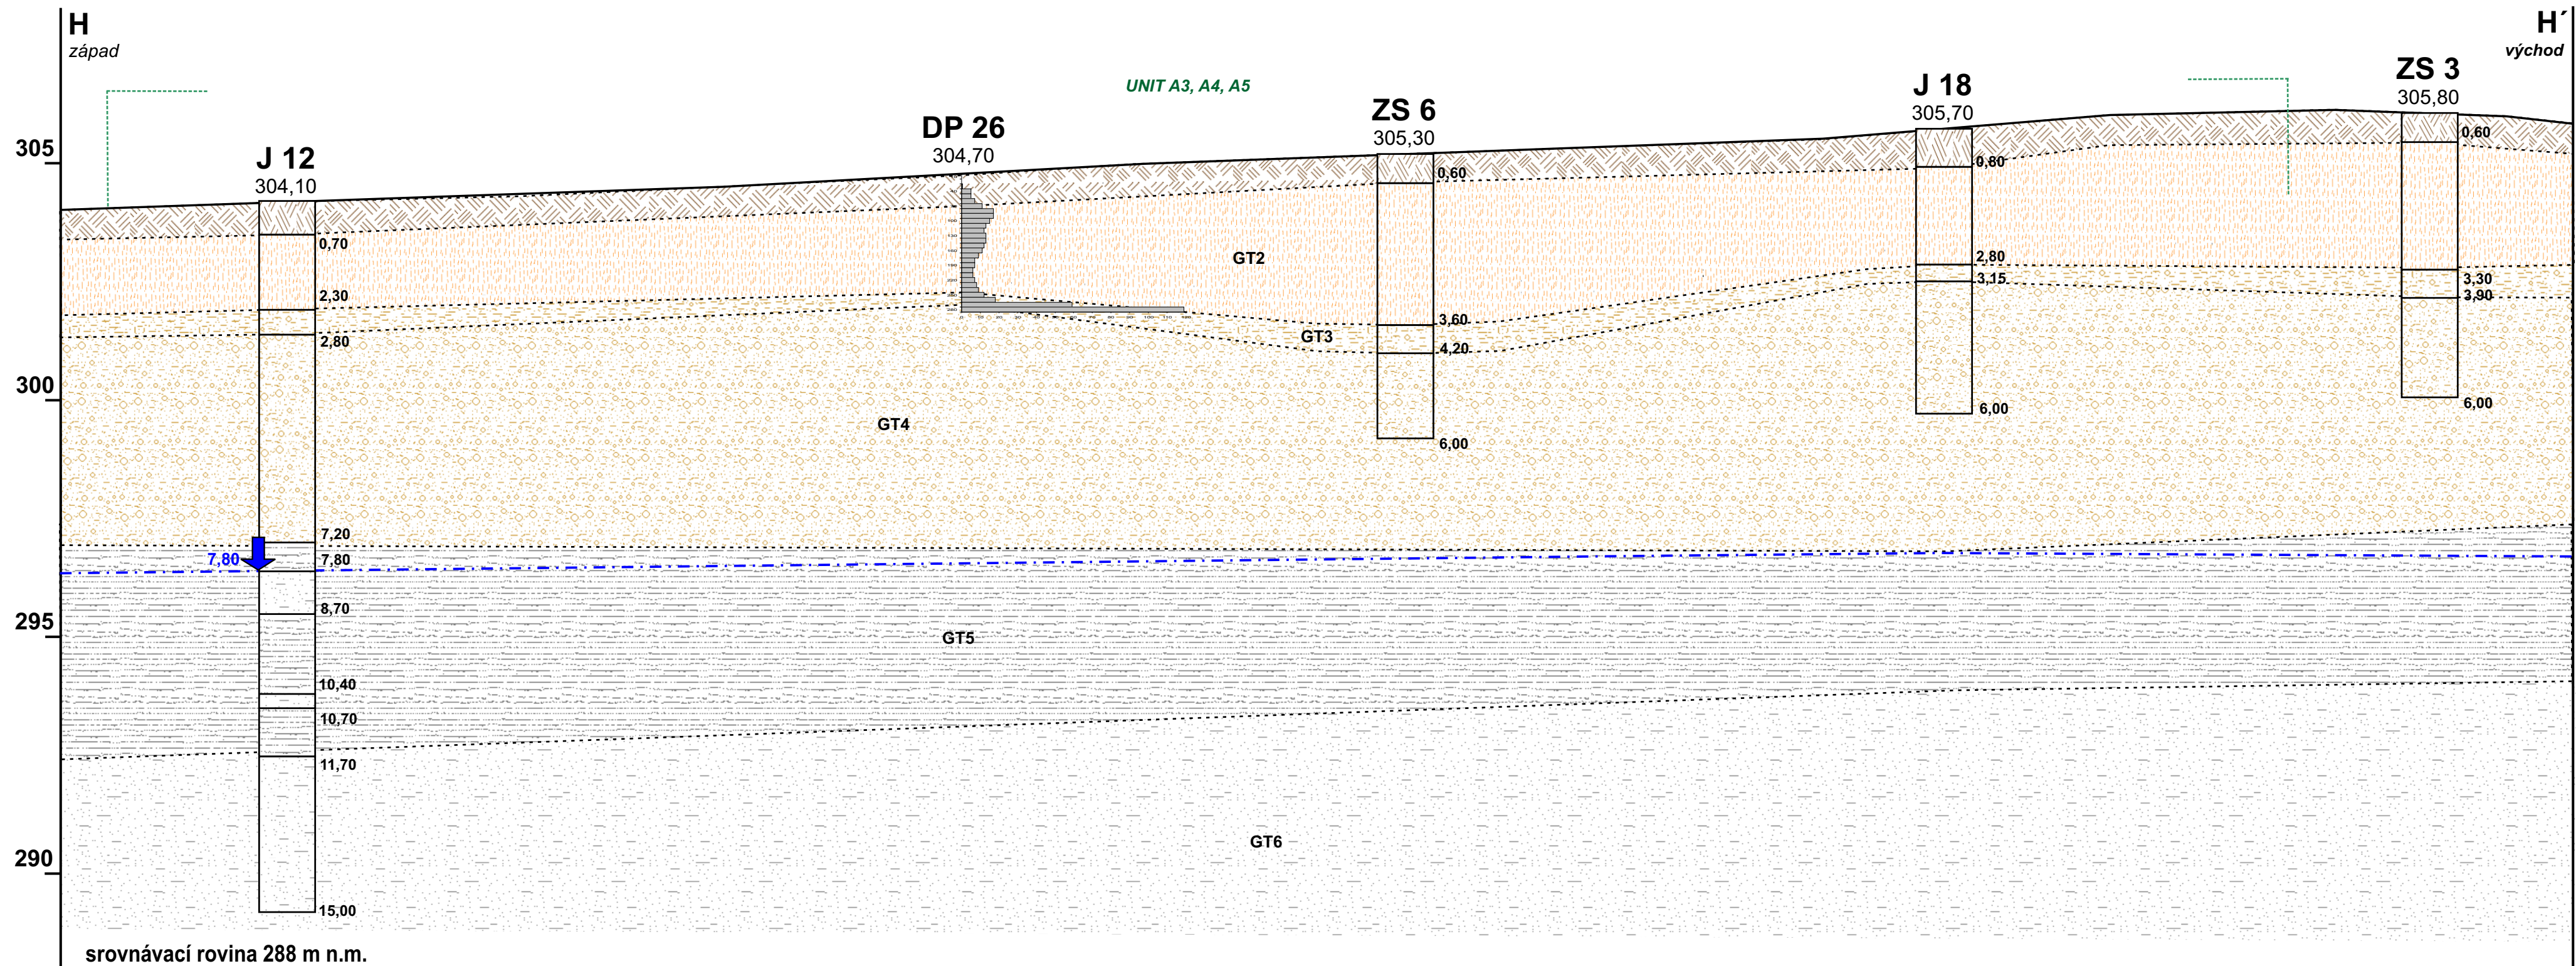 H
H´
západ
východ
UNIT A3, A4, A5
ZS 3
305,80
J 18
305,70
ZS 6
305,30
DP 26
304,70
J 12
304,10
305
300
295
290
0,70
2,30
2,80
7,20
7,80
7,80
8,70
10,40
10,70
11,70
15,00
0,60
3,60
4,20
6,00
0,80
2,80
3,15
6,00
0,60
3,30
3,90
6,00
GT2
GT3
GT4
GT5
GT6
srovnávací rovina 288 m n.m.